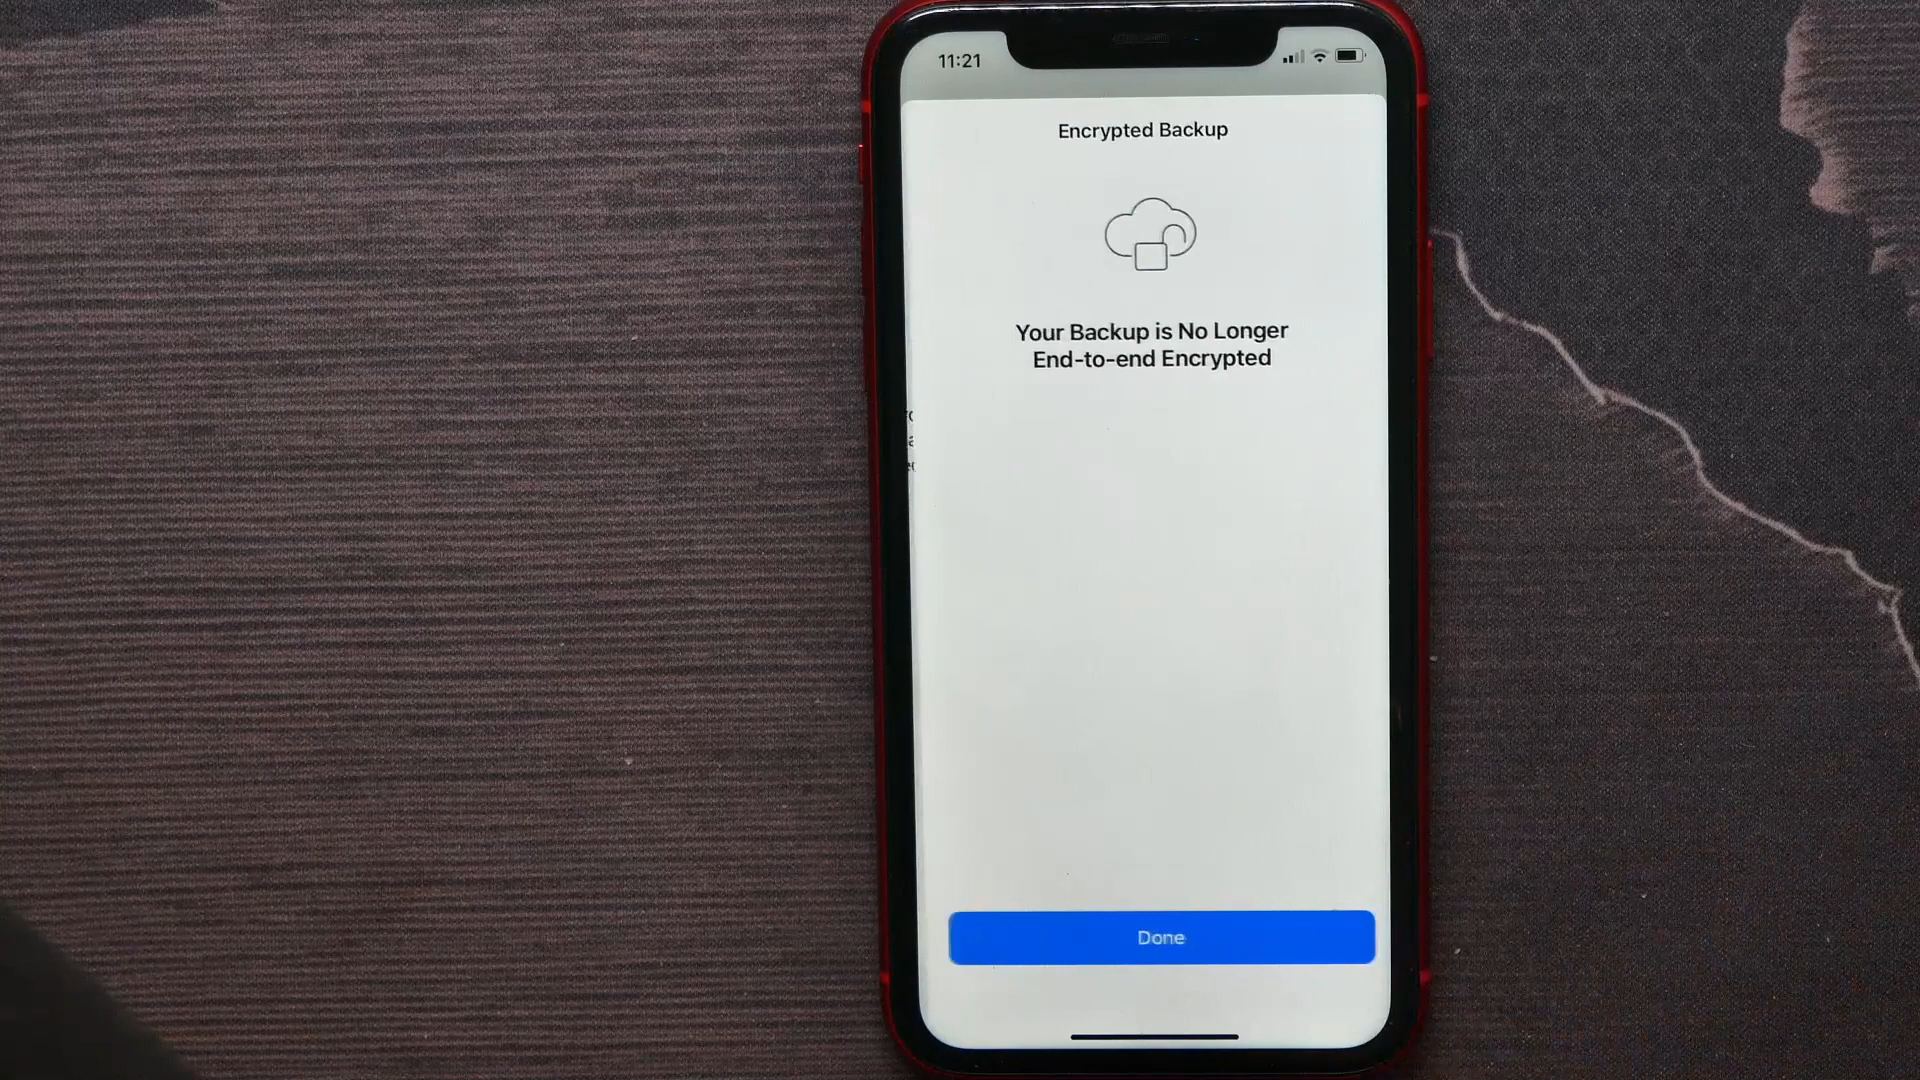 11:21
Encrypted Backup
Your Backup is No Longer
End-to-end Encrypted
Done